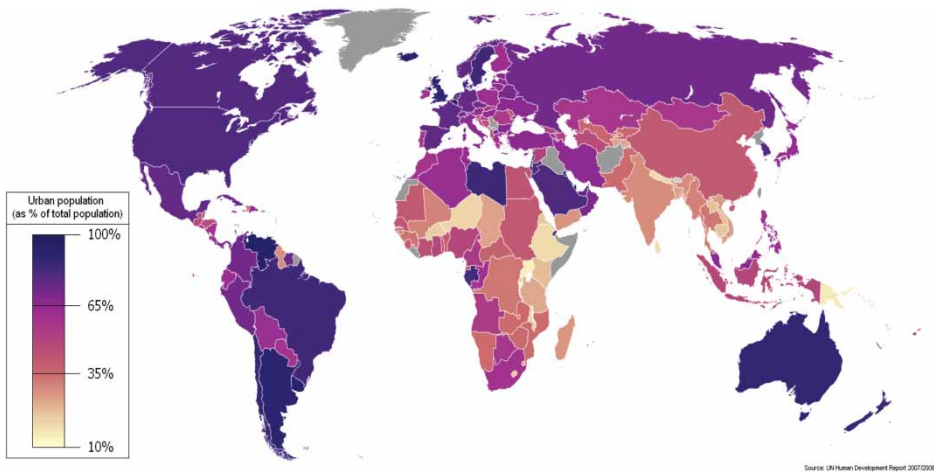 Urban population
(as % of total population)
100%
65%
35%
10%
Source: UN Human Development Report 2007/2008